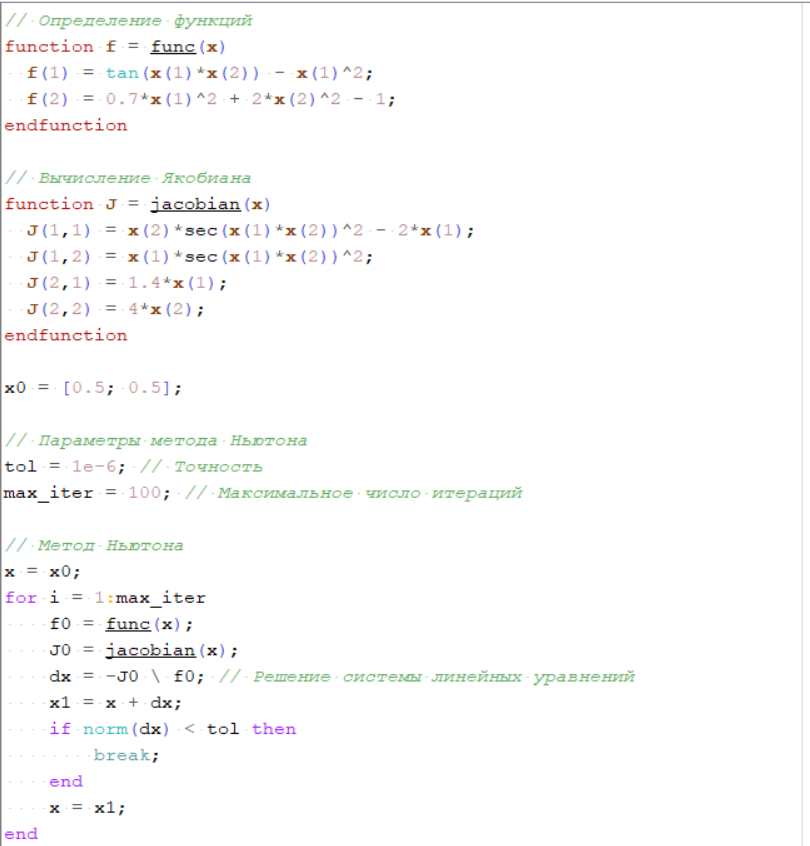 // Определение функций
function f = func(x)
  f(1) = tan(x(1)*x(2)) - x(1)^2;
  f(2) = 0.7*x(1)^2 + 2*x(2)^2 - 1;
endfunction
// Вычисление Якобиана
function J = jacobian(x)
  J(1,1) = x(2)*sec(x(1)*x(2))^2 - 2*x(1);
  J(1,2) = x(1)*sec(x(1)*x(2))^2;
  J(2,1) = 1.4*x(1);
  J(2,2) = 4*x(2);
endfunction
x0 = [0.5; 0.5];
// Параметры метода Ньютона
tol = 1e-6; // Точность
max_iter = 100; // Максимальное число итераций
// Метод Ньютона
x = x0;
for i = 1:max_iter
    f0 = func(x);
    J0 = jacobian(x);
    dx = -J0 \ f0; // Решение системы линейных уравнений
    x1 = x + dx;
    if norm(dx) < tol then
        break;
    end
    x = x1;
end